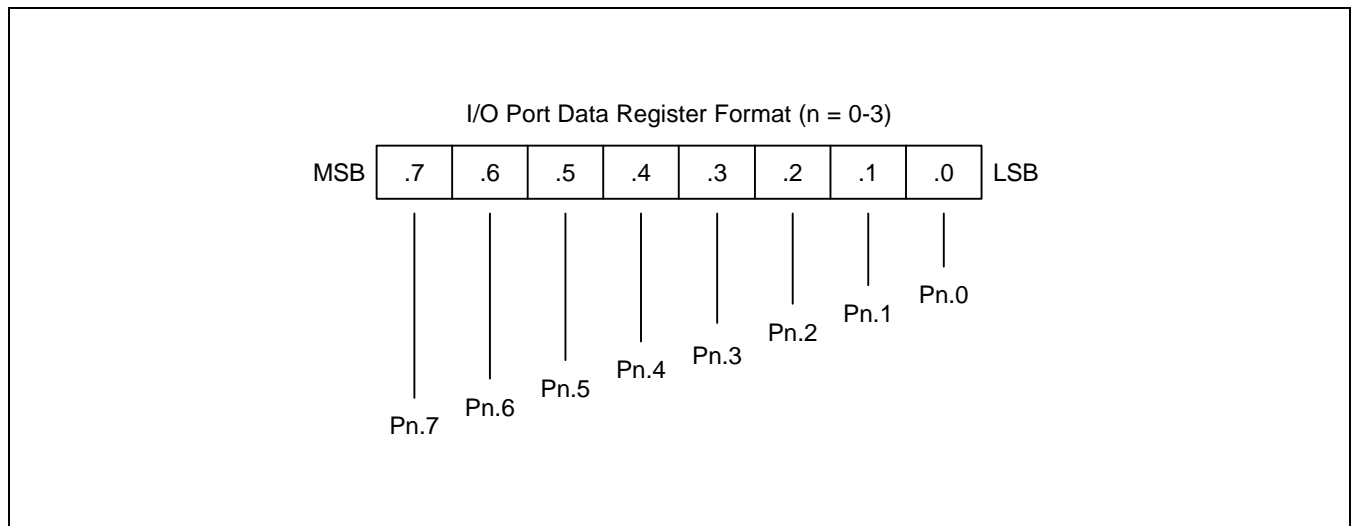 I/O Port Data Register Format (n = 0-3)
MSB .7 .6 .5 .4 .3 .2 .1 .0 LSB
Pn.0
Pn.1
Pn.2
Pn.3
Pn.4
Pn.5
Pn.6
Pn.7